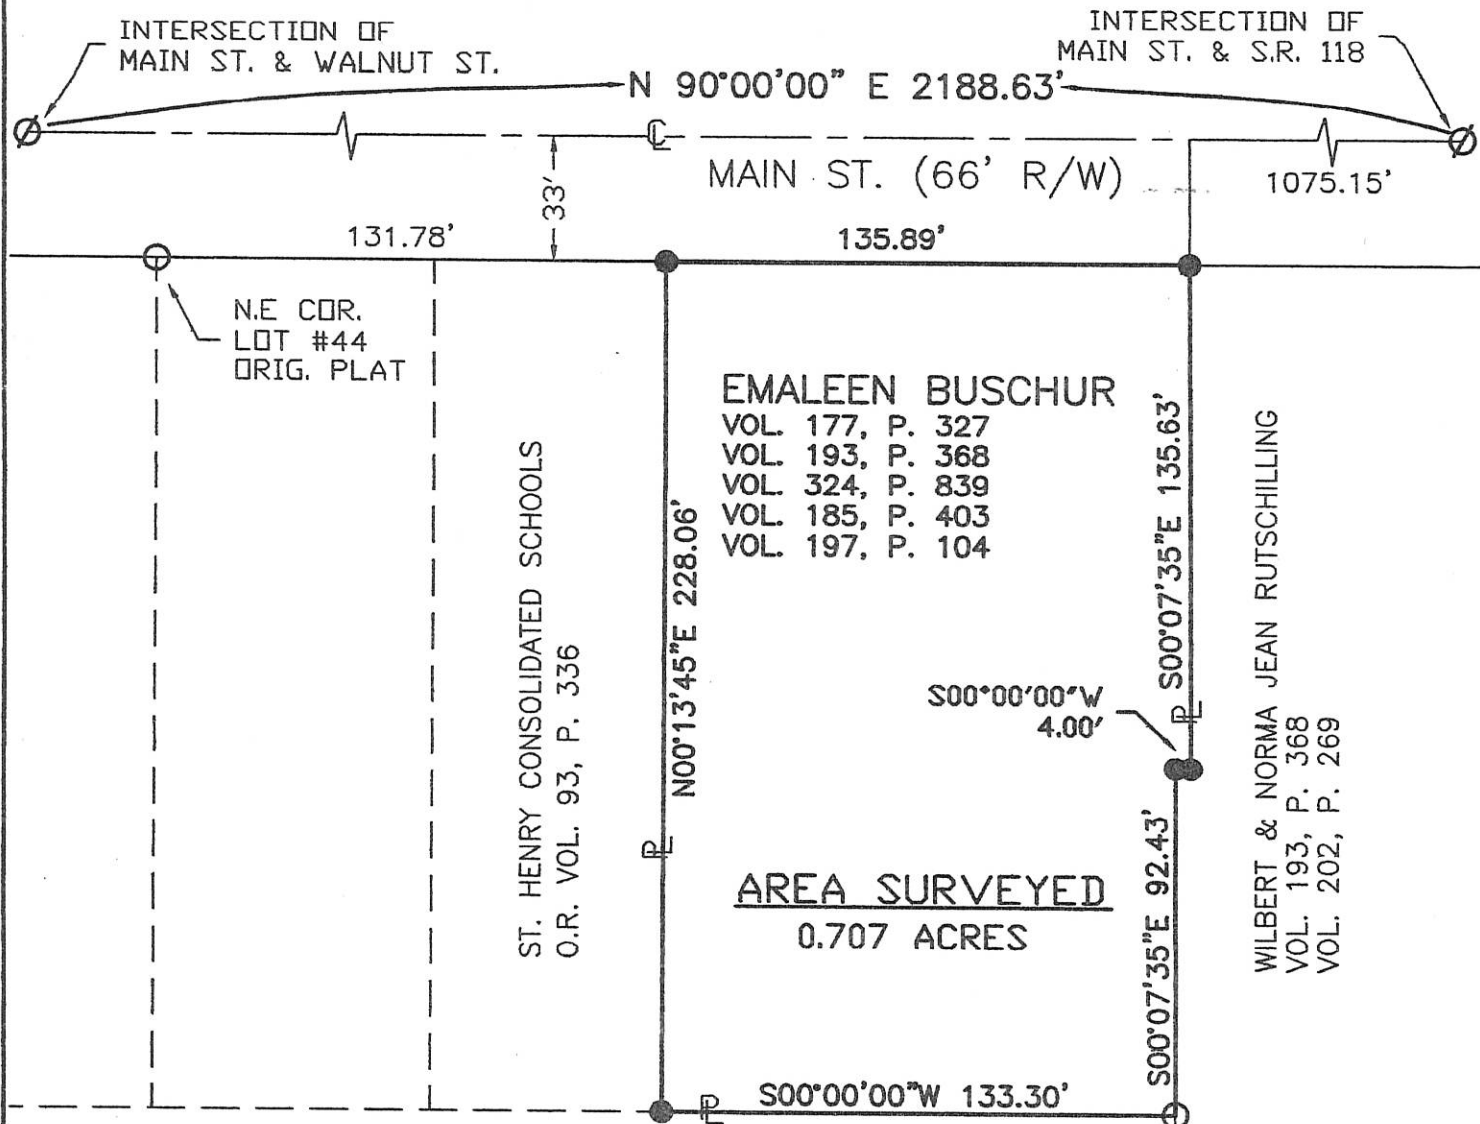 INTERSECTION OF
MAIN ST. & WALNUT ST.
INTERSECTION OF
MAIN ST. & S.R. 118
N 90°00'00" E 2188.63'
℄
MAIN ST. (66' R/W)
1075.15'
33'
131.78'
135.89'
N.E COR.
LOT #44
ORIG. PLAT
EMALEEN BUSCHUR
VOL. 177, P. 327
VOL. 193, P. 368
VOL. 324, P. 839
VOL. 185, P. 403
VOL. 197, P. 104
ST. HENRY CONSOLIDATED SCHOOLS
O.R. VOL. 93, P. 336
N00°13'45"E 228.06'
S00°07'35"E 135.63'
S00°00'00"W
4.00'
WILBERT & NORMA JEAN RUTSCHILLING
VOL. 193, P. 368
VOL. 202, P. 269
PL
PL
AREA SURVEYED
0.707 ACRES
S00°07'35"E 92.43'
PL
S00°00'00"W 133.30'